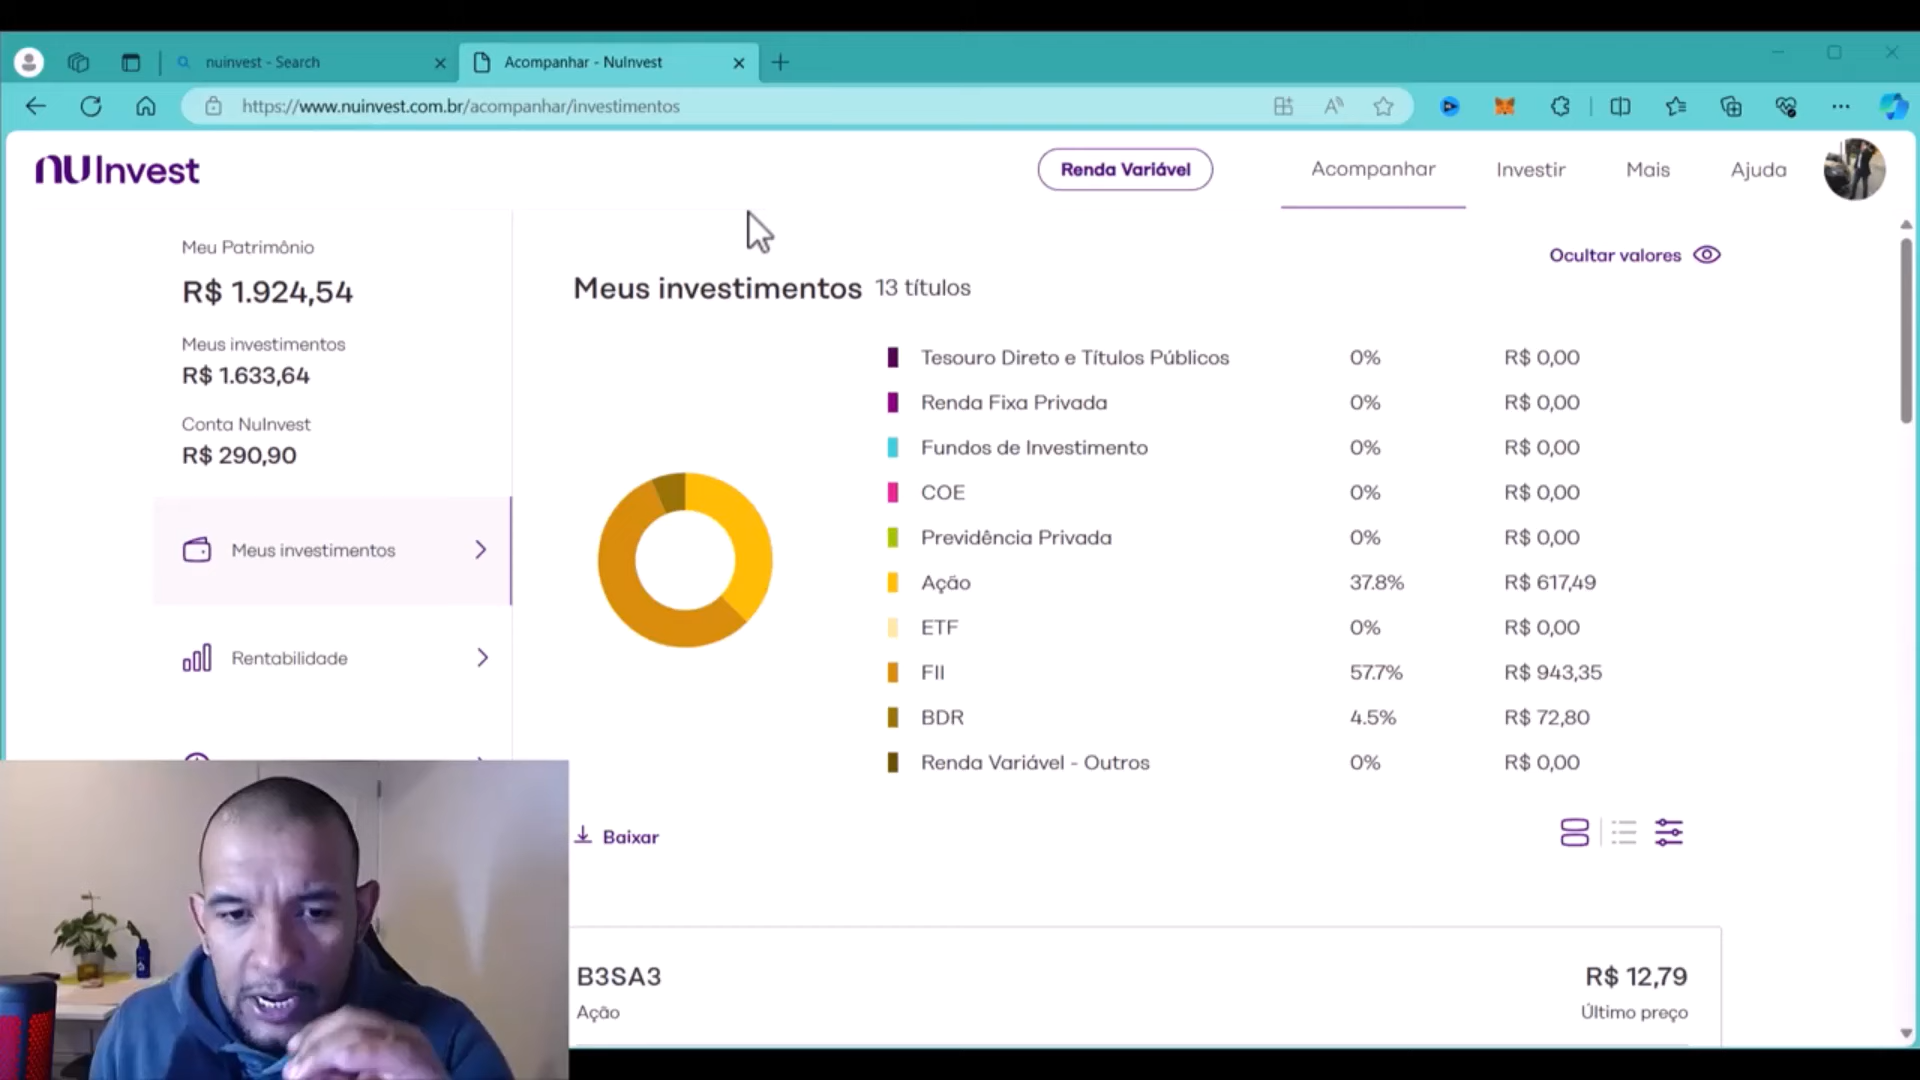 nuinvest - Search
Acompanhar - NuInvest
https://www.nuinvest.com.br/acompanhar/investimentos
nu Invest
Renda Variável
Acompanhar
Investir
Mais
Ajuda
Meu Patrimônio
R$ 1.924,54
Meus investimentos
R$ 1.633,64
Conta NuInvest
R$ 290,90
Meus investimentos
Rentabilidade
Ocultar valores
Meus investimentos 13 títulos
Tesouro Direto e Títulos Públicos 0% R$ 0,00
Renda Fixa Privada 0% R$ 0,00
Fundos de Investimento 0% R$ 0,00
COE 0% R$ 0,00
Previdência Privada 0% R$ 0,00
Ação 37.8% R$ 617,49
ETF 0% R$ 0,00
FII 57.7% R$ 943,35
BDR 4.5% R$ 72,80
Renda Variável - Outros 0% R$ 0,00
Baixar
B3SA3 R$ 12,79
Ação Último preço